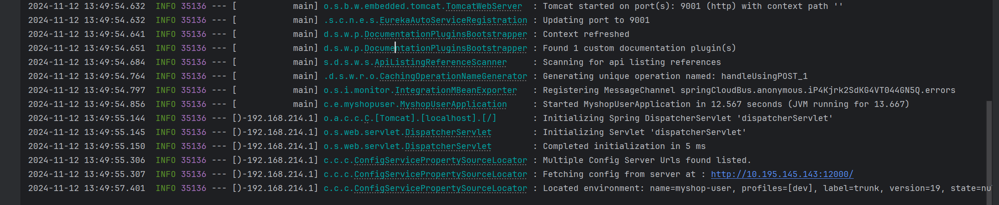 2024-11-12 13:49:54.632  INFO 35136 --- [           main] o.s.b.w.embedded.tomcat.TomcatWebServer  : Tomcat started on port(s): 9001 (http) with context path ''
2024-11-12 13:49:54.632  INFO 35136 --- [           main] .s.c.n.e.s.EurekaAutoServiceRegistration : Updating port to 9001
2024-11-12 13:49:54.641  INFO 35136 --- [           main] d.s.w.p.DocumentationPluginsBootstrapper : Context refreshed
2024-11-12 13:49:54.651  INFO 35136 --- [           main] d.s.w.p.DocumentationPluginsBootstrapper : Found 1 custom documentation plugin(s)
2024-11-12 13:49:54.684  INFO 35136 --- [           main] s.d.s.w.s.ApiListingReferenceScanner     : Scanning for api listing references
2024-11-12 13:49:54.764  INFO 35136 --- [           main] .d.s.w.r.o.CachingOperationNameGenerator : Generating unique operation named: handleUsingPOST_1
2024-11-12 13:49:54.797  INFO 35136 --- [           main] o.s.i.monitor.IntegrationMBeanExporter   : Registering MessageChannel springCloudBus.anonymous.iP4Kjrk2SdKG4VT044GN5Q.errors
2024-11-12 13:49:54.856  INFO 35136 --- [           main] c.e.myshopuser.MyshopUserApplication     : Started MyshopUserApplication in 12.567 seconds (JVM running for 13.667)
2024-11-12 13:49:55.144  INFO 35136 --- [)-192.168.214.1] o.a.c.c.C.[Tomcat].[localhost].[/]       : Initializing Spring DispatcherServlet 'dispatcherServlet'
2024-11-12 13:49:55.145  INFO 35136 --- [)-192.168.214.1] o.s.web.servlet.DispatcherServlet        : Initializing Servlet 'dispatcherServlet'
2024-11-12 13:49:55.150  INFO 35136 --- [)-192.168.214.1] o.s.web.servlet.DispatcherServlet        : Completed initialization in 5 ms
2024-11-12 13:49:55.306  INFO 35136 --- [)-192.168.214.1] c.c.c.ConfigServicePropertySourceLocator : Multiple Config Server Urls found listed.
2024-11-12 13:49:55.307  INFO 35136 --- [)-192.168.214.1] c.c.c.ConfigServicePropertySourceLocator : Fetching config from server at : http://10.195.145.143:12000/
2024-11-12 13:49:57.401  INFO 35136 --- [)-192.168.214.1] c.c.c.ConfigServicePropertySourceLocator : Located environment: name=myshop-user, profiles=[dev], label=trunk, version=19, state=nu